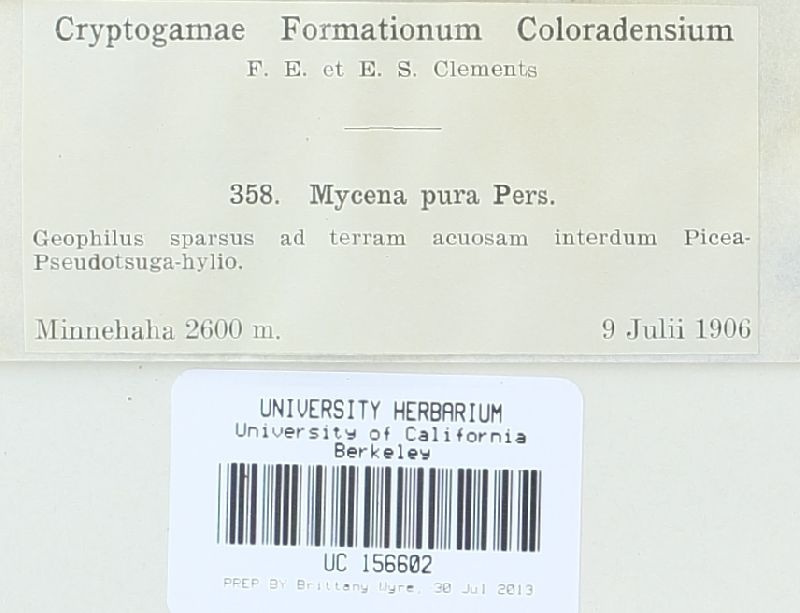 Cryptogamae Formationum Coloradensium
F. E. et E. S. Clements
358. Mycena pura Pers.
Geophilus sparsus ad terram acuosam interdum Picea-
Pseudotsuga-hylio.
Minnehaha 2600 m. 9 Julii 1906
UNIVERSITY HERBARIUM
University of California
Berkeley
UC 156602
PREP BY Brittany Wyre, 30 Jul 2013